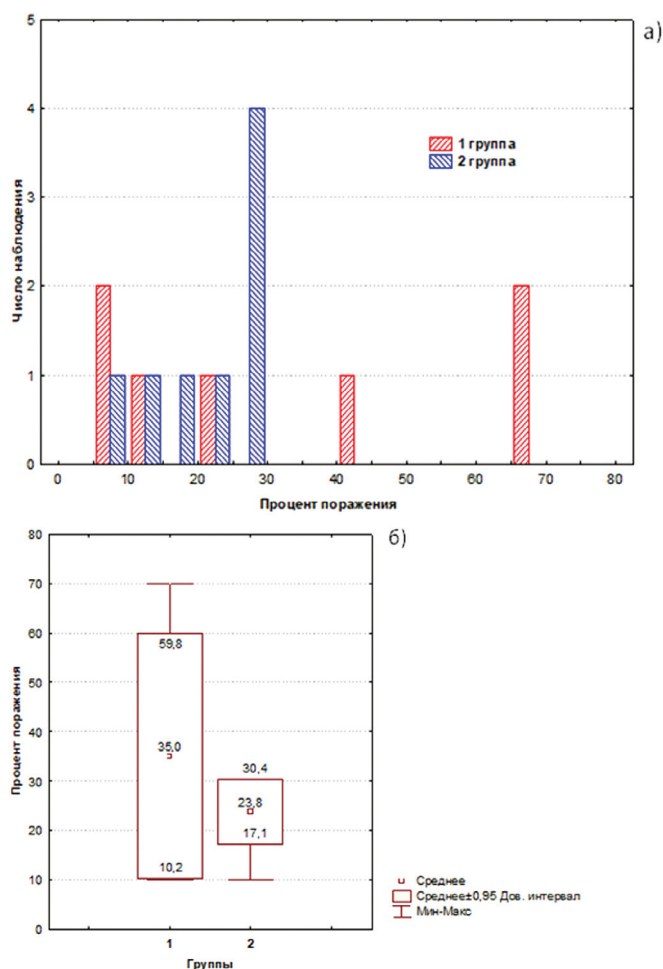 а)
5
4
3
2
1
0
Число наблюдения
1 группа
2 группа
0 10 20 30 40 50 60 70 80
Процент поражения
б)
80
70
60
50
40
30
20
10
0
Процент поражения
59,8
35,0
10,2
30,4
23,8
17,1
1 2
Группы
Среднее
Среднее±0,95 Дов. интервал
Мин-Макс